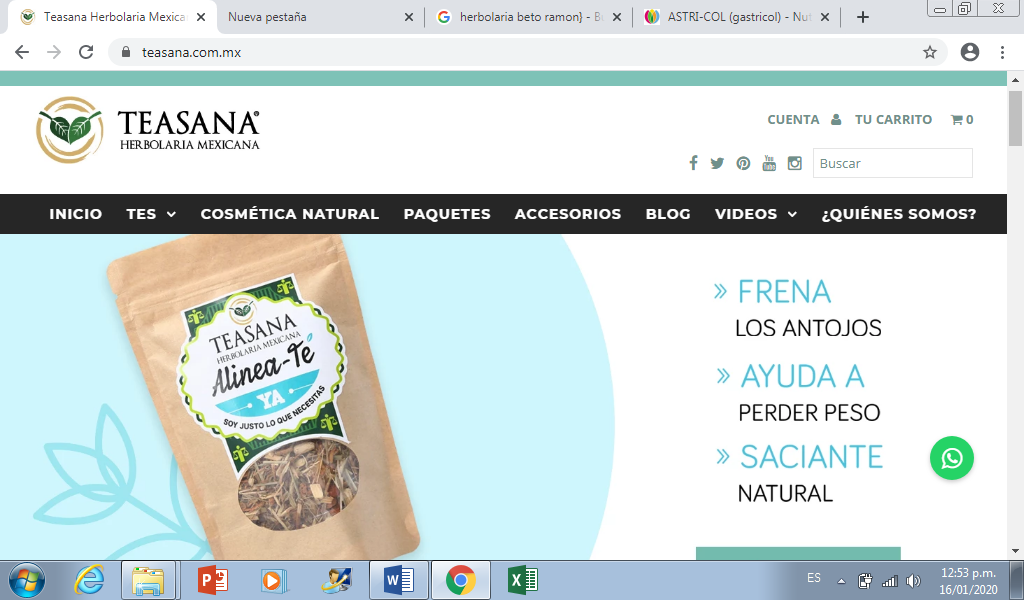 Teasana Herbolaria Mexica
Nueva pestaña
herbolaria beto ramon} - B
ASTRI-COL (gastricol) - Nut
teasana.com.mx
TEASANA®
HERBOLARIA MEXICANA
CUENTA
TU CARRITO
0
You
Tube
Buscar
INICIO
TES
COSMÉTICA NATURAL
PAQUETES
ACCESORIOS
BLOG
VIDEOS
¿QUIÉNES SOMOS?
TEASANA
HERBOLARIA MEXICANA
Alinea-Té
YA
SOY JUSTO LO QUE NECESITAS
» FRENA
LOS ANTOJOS
» AYUDA A
PERDER PESO
» SACIANTE
NATURAL
ES
12:53 p.m.
16/01/2020